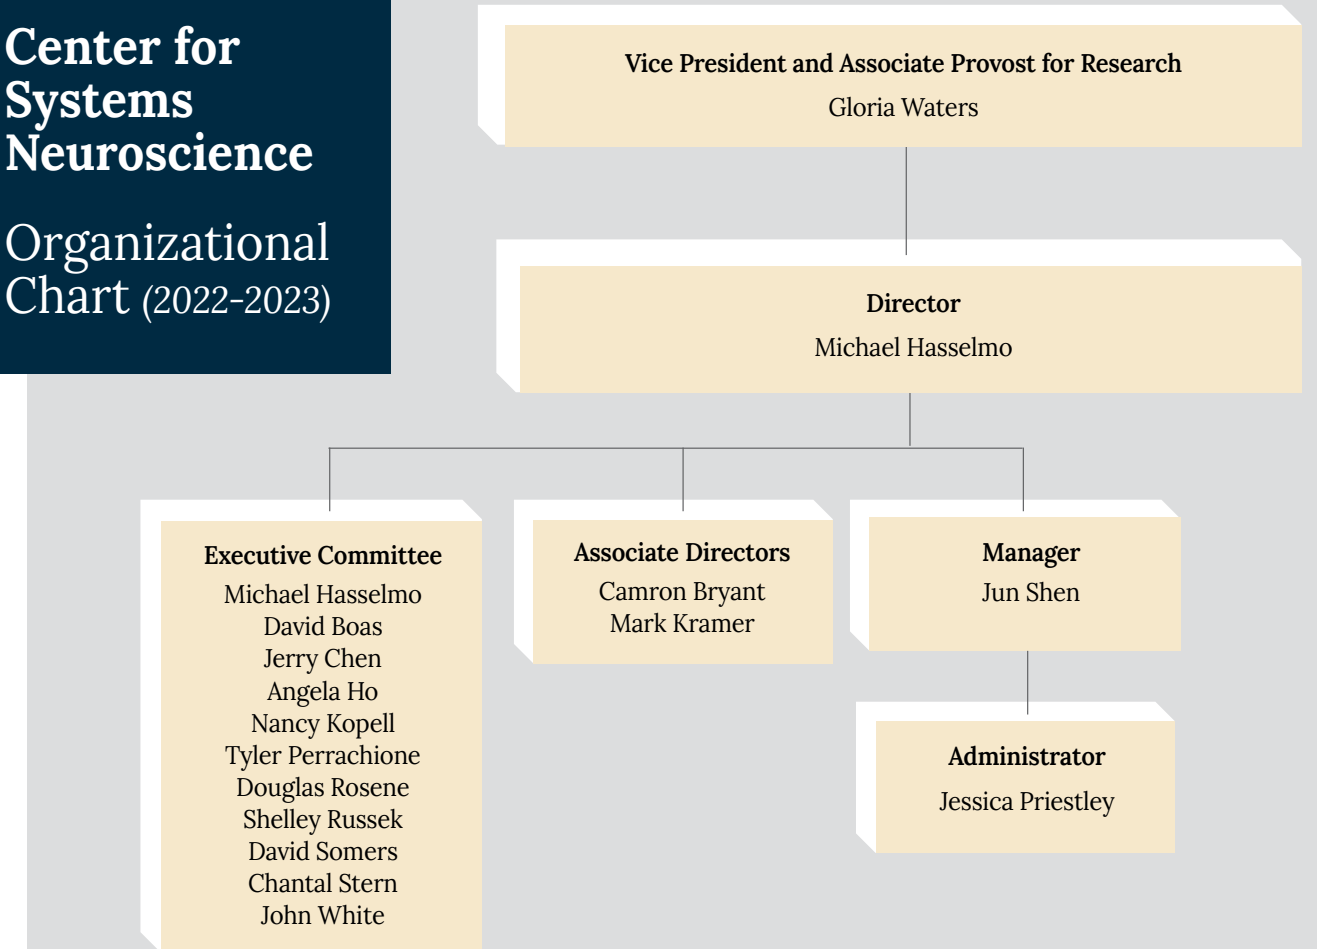 Center for
Systems
Neuroscience
Organizational
Chart (2022-2023)
Vice President and Associate Provost for Research
Gloria Waters
Director
Michael Hasselmo
Executive Committee
Michael Hasselmo
David Boas
Jerry Chen
Angela Ho
Nancy Kopell
Tyler Perrachione
Douglas Rosene
Shelley Russek
David Somers
Chantal Stern
John White
Associate Directors
Camron Bryant
Mark Kramer
Manager
Jun Shen
Administrator
Jessica Priestley